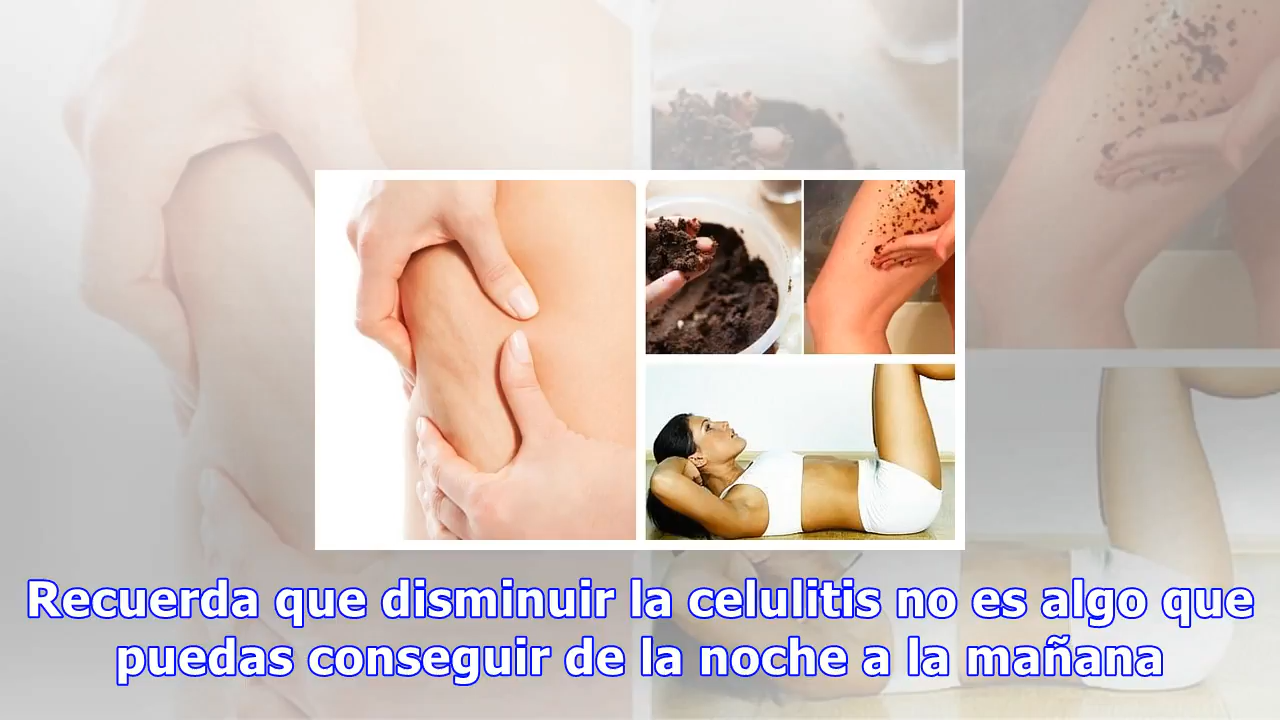 Recuerda que disminuir la celulitis no es algo que
puedas conseguir de la noche a la mañana